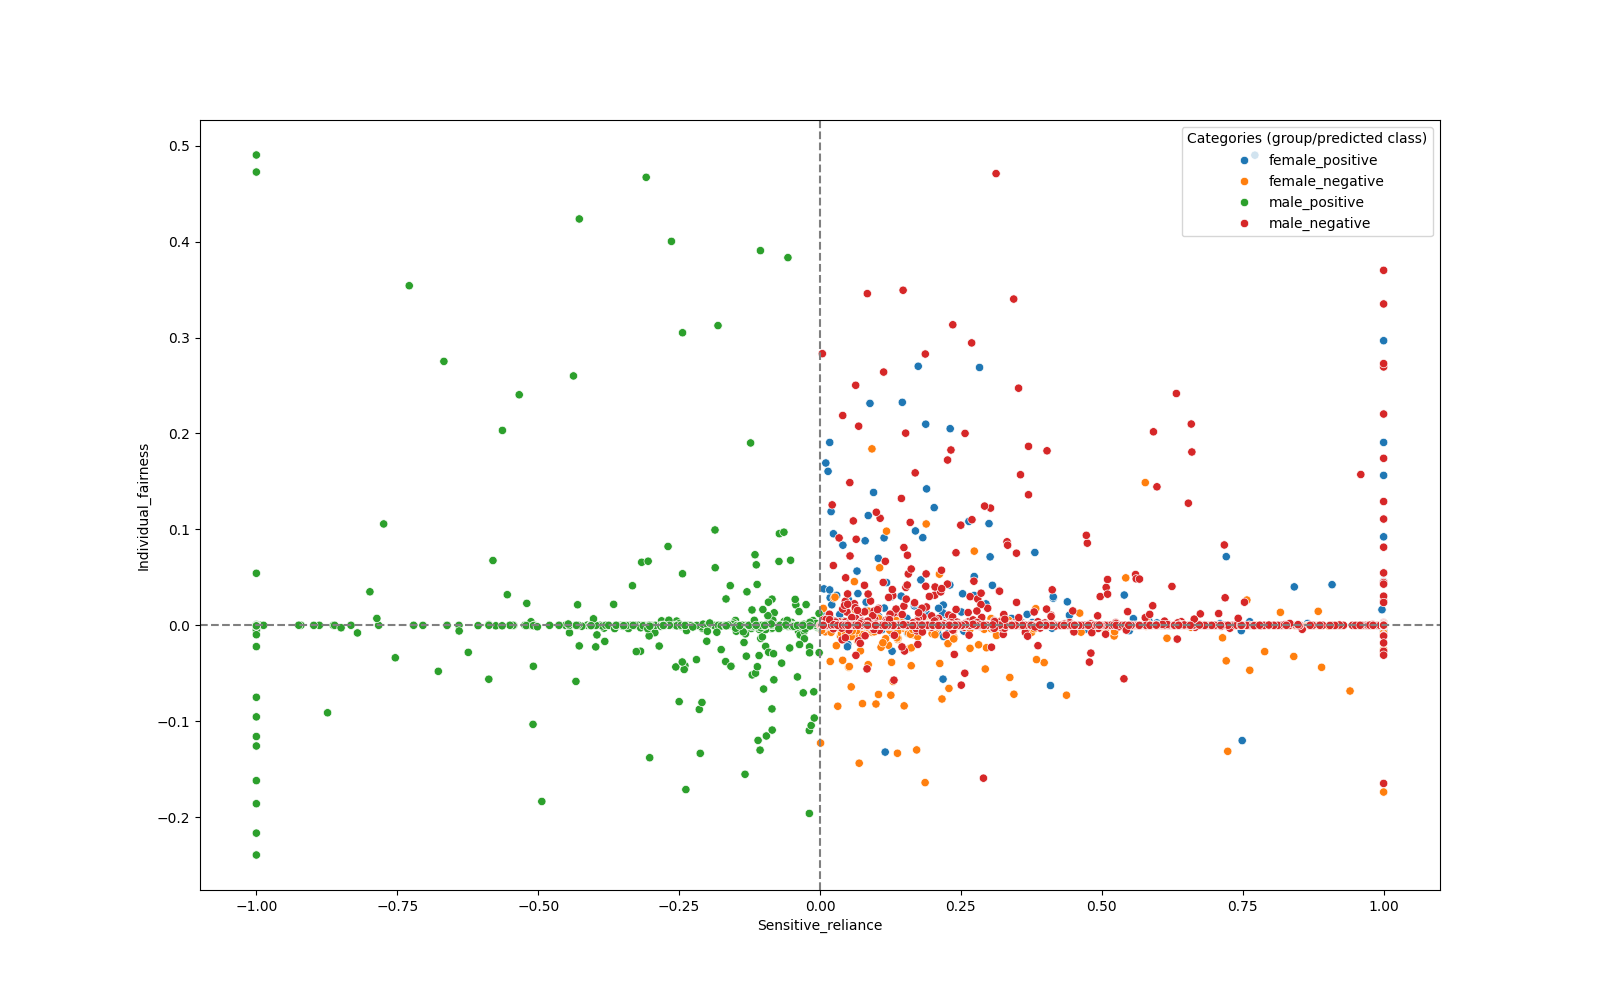 Categories (group/predicted class)
female_positive
female_negative
male_positive
male_negative
0.5
0.4
0.3
0.2
0.1
0.0
−0.1
−0.2
Individual_fairness
−1.00
−0.75
−0.50
−0.25
0.00
0.25
0.50
0.75
1.00
Sensitive_reliance